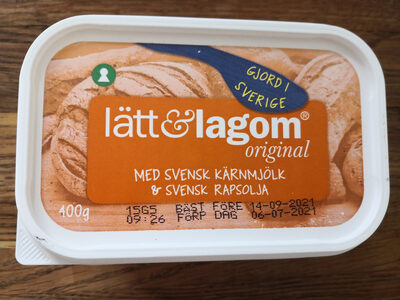 GJORD I
SVERIGE
lätt&lagom®
original
MED SVENSK KÄRNMJÖLK
& SVENSK RAPSOLJA
400g
15G5 BÄST FÖRE 14-09-2021
09:26 FÖRP DAG 06-07-2021